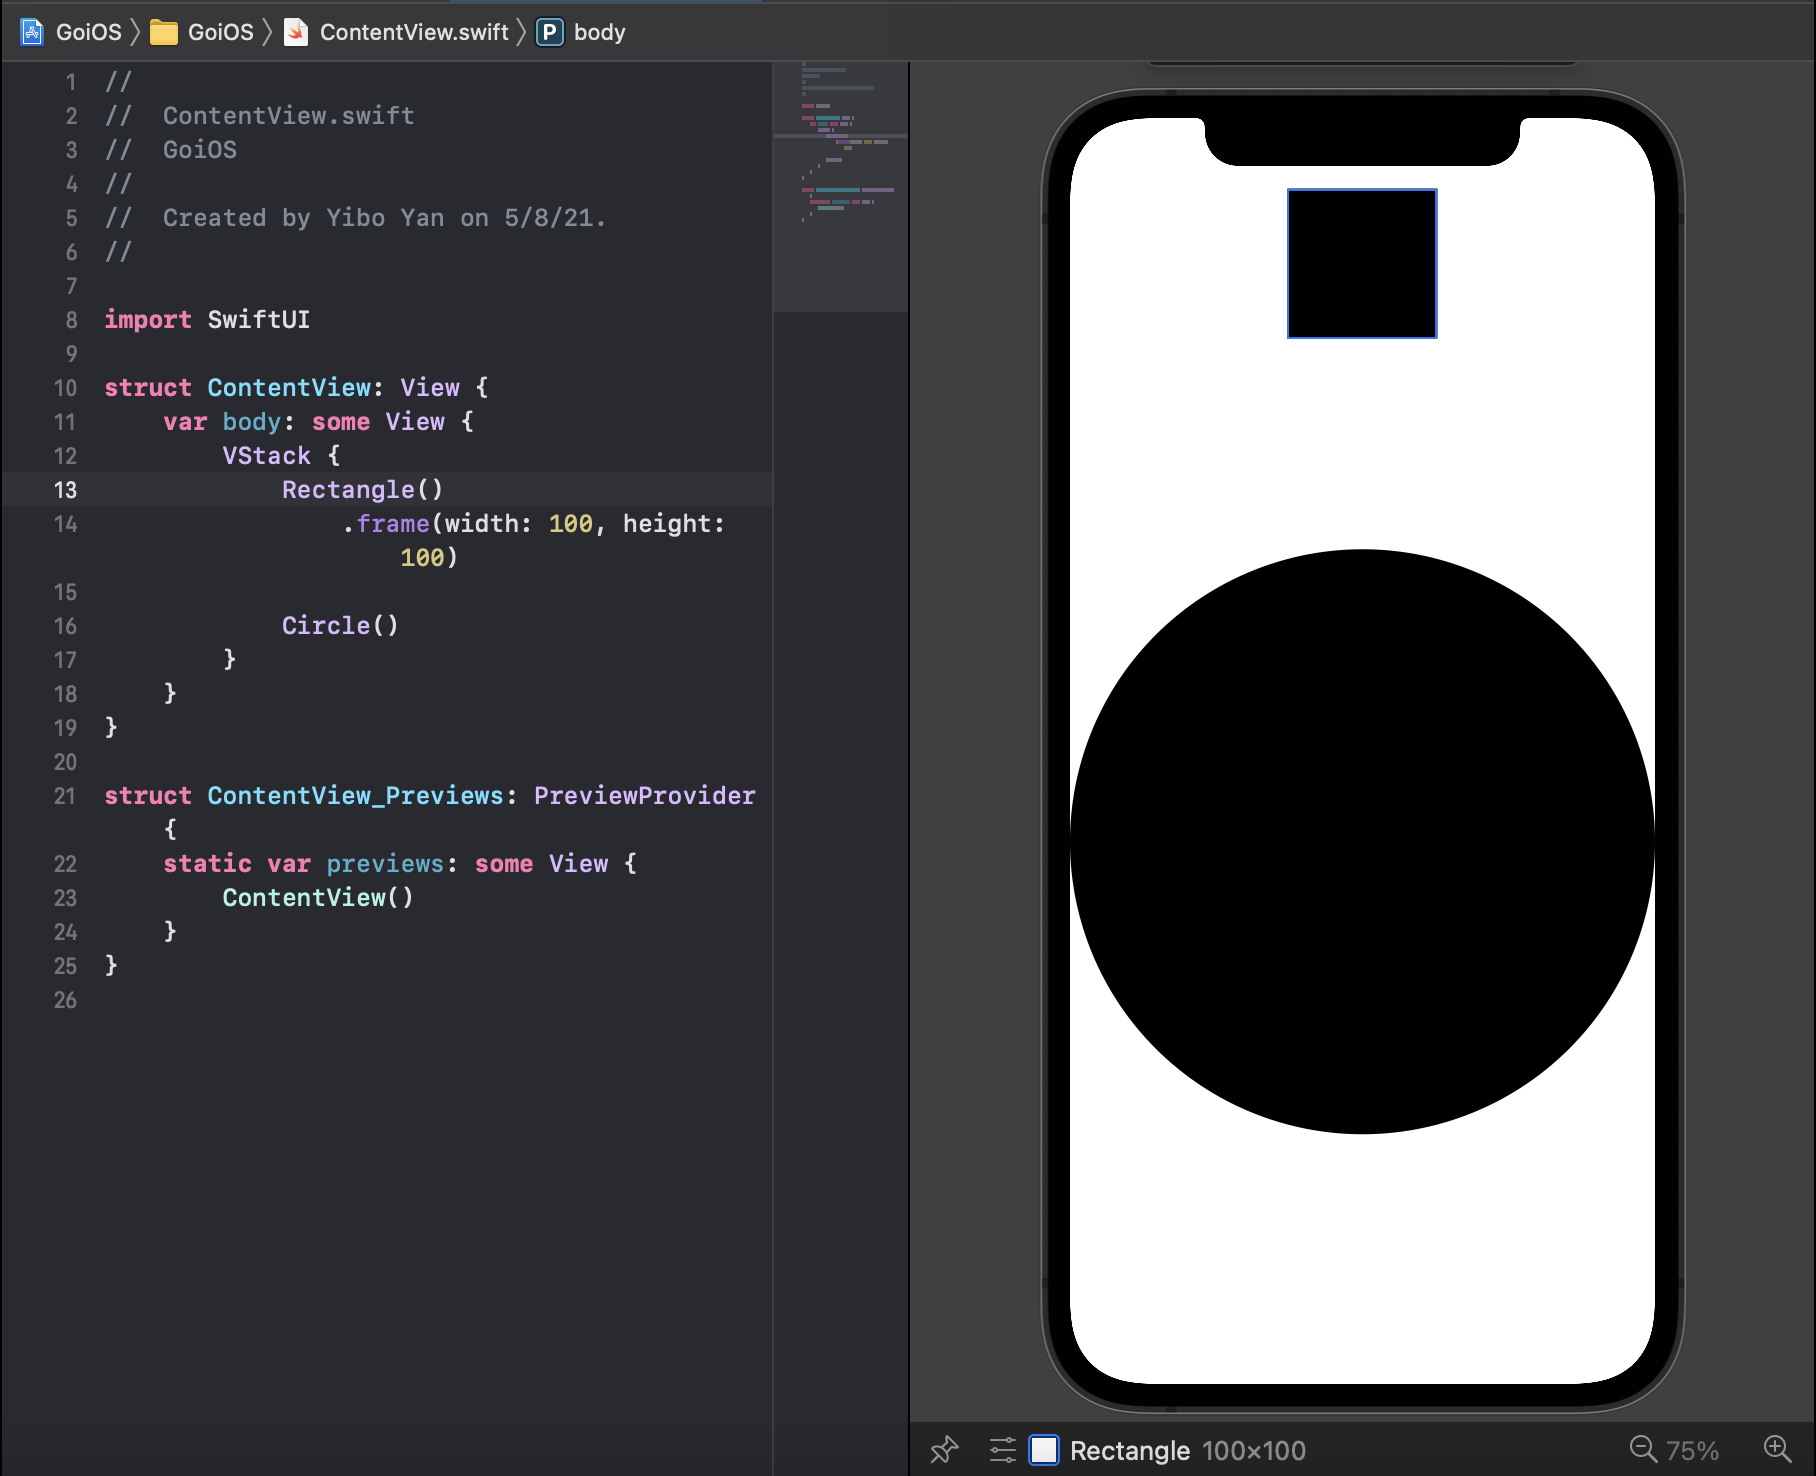 GoiOS GoiOS ContentView.swift P body
1 //
2 //  ContentView.swift
3 //  GoiOS
4 //
5 //  Created by Yibo Yan on 5/8/21.
6 //
7
8 import SwiftUI
9
10 struct ContentView: View {
11     var body: some View {
12         VStack {
13             Rectangle()
14                 .frame(width: 100, height:
                    100)
15
16             Circle()
17         }
18     }
19 }
20
21 struct ContentView_Previews: PreviewProvider
    {
22     static var previews: some View {
23         ContentView()
24     }
25 }
26
Rectangle 100×100 75%